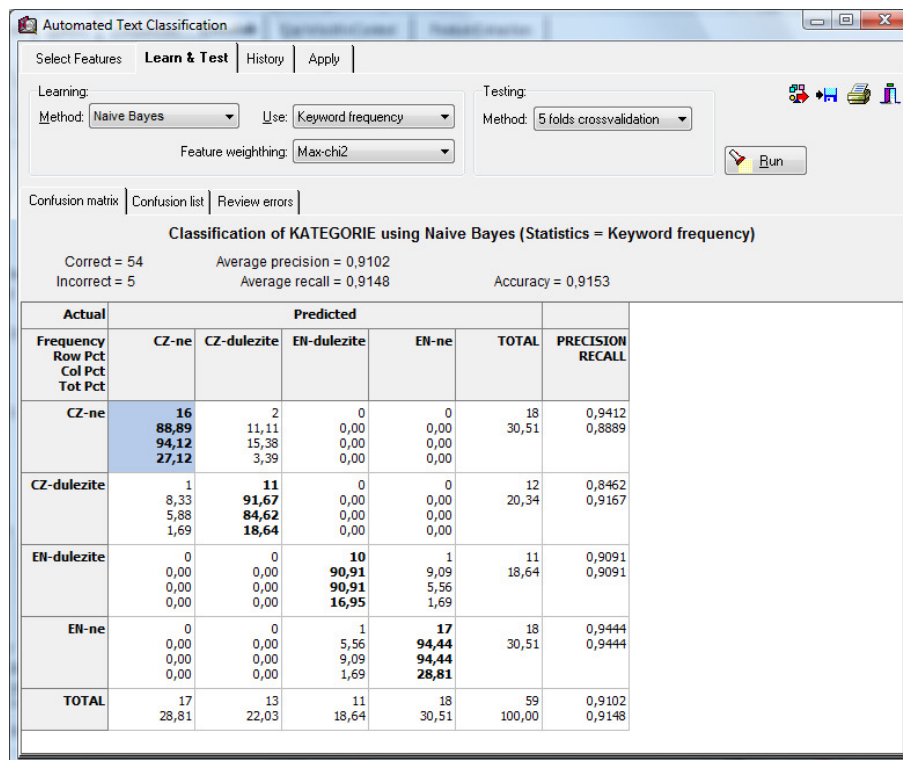 Automated Text Classification
Select Features Learn & Test History Apply
Learning: Testing:
Method: Naive Bayes Use: Keyword frequency Method: 5 folds crossvalidation
Feature weighthing: Max-chi2 Run
Confusion matrix Confusion list Review errors
Classification of KATEGORIE using Naive Bayes (Statistics = Keyword frequency)
Correct = 54 Average precision = 0,9102
Incorrect = 5 Average recall = 0,9148 Accuracy = 0,9153
Actual Predicted
Frequency CZ-ne CZ-dulezite EN-dulezite EN-ne TOTAL PRECISION
Row Pct RECALL
Col Pct
Tot Pct
CZ-ne 16 2 0 0 18 0,9412
88,89 11,11 0,00 0,00 30,51 0,8889
94,12 15,38 0,00 0,00
27,12 3,39 0,00 0,00
CZ-dulezite 1 11 0 0 12 0,8462
8,33 91,67 0,00 0,00 20,34 0,9167
5,88 84,62 0,00 0,00
1,69 18,64 0,00 0,00
EN-dulezite 0 0 10 1 11 0,9091
0,00 0,00 90,91 9,09 18,64 0,9091
0,00 0,00 90,91 5,56
0,00 0,00 16,95 1,69
EN-ne 0 0 1 17 18 0,9444
0,00 0,00 5,56 94,44 30,51 0,9444
0,00 0,00 9,09 94,44
0,00 0,00 1,69 28,81
TOTAL 17 13 11 18 59 0,9102
28,81 22,03 18,64 30,51 100,00 0,9148